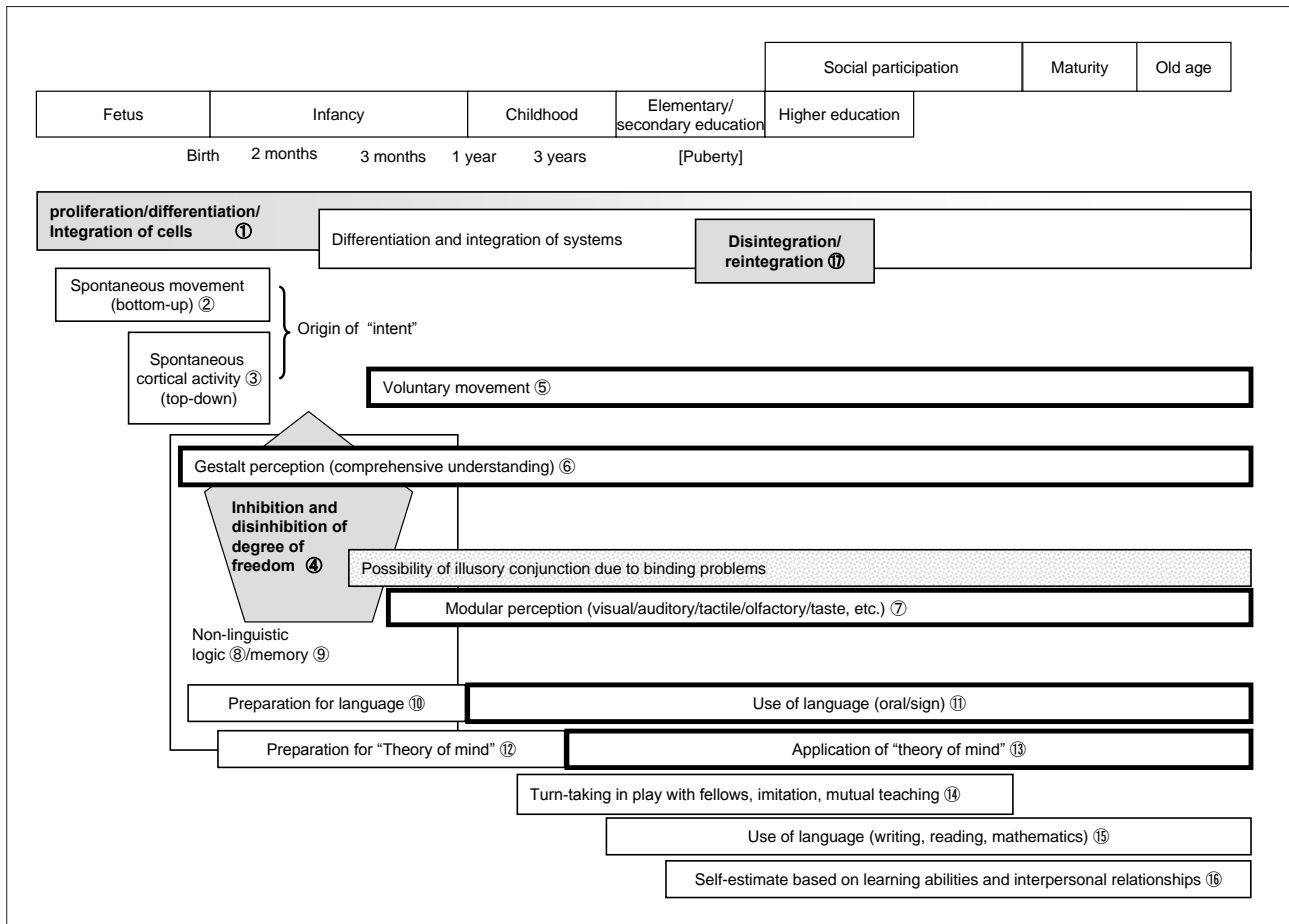 Social participation
Maturity
Old age
Fetus
Infancy
Childhood
Elementary/
secondary education
Higher education
Birth
2 months
3 months
1 year
3 years
[Puberty]
proliferation/differentiation/
Integration of cells ①
Differentiation and integration of systems
Disintegration/
reintegration ⑰
Spontaneous movement
(bottom-up) ②
Origin of “intent”
Spontaneous
cortical activity ③
(top-down)
Voluntary movement ⑤
Gestalt perception (comprehensive understanding) ⑥
Inhibition and
disinhibition of
degree of
freedom ④
Possibility of illusory conjunction due to binding problems
Modular perception (visual/auditory/tactile/olfactory/taste, etc.) ⑦
Non-linguistic
logic ⑧/memory ⑨
Preparation for language ⑩
Use of language (oral/sign) ⑪
Preparation for “Theory of mind” ⑫
Application of “theory of mind” ⑬
Turn-taking in play with fellows, imitation, mutual teaching ⑭
Use of language (writing, reading, mathematics) ⑮
Self-estimate based on learning abilities and interpersonal relationships ⑯